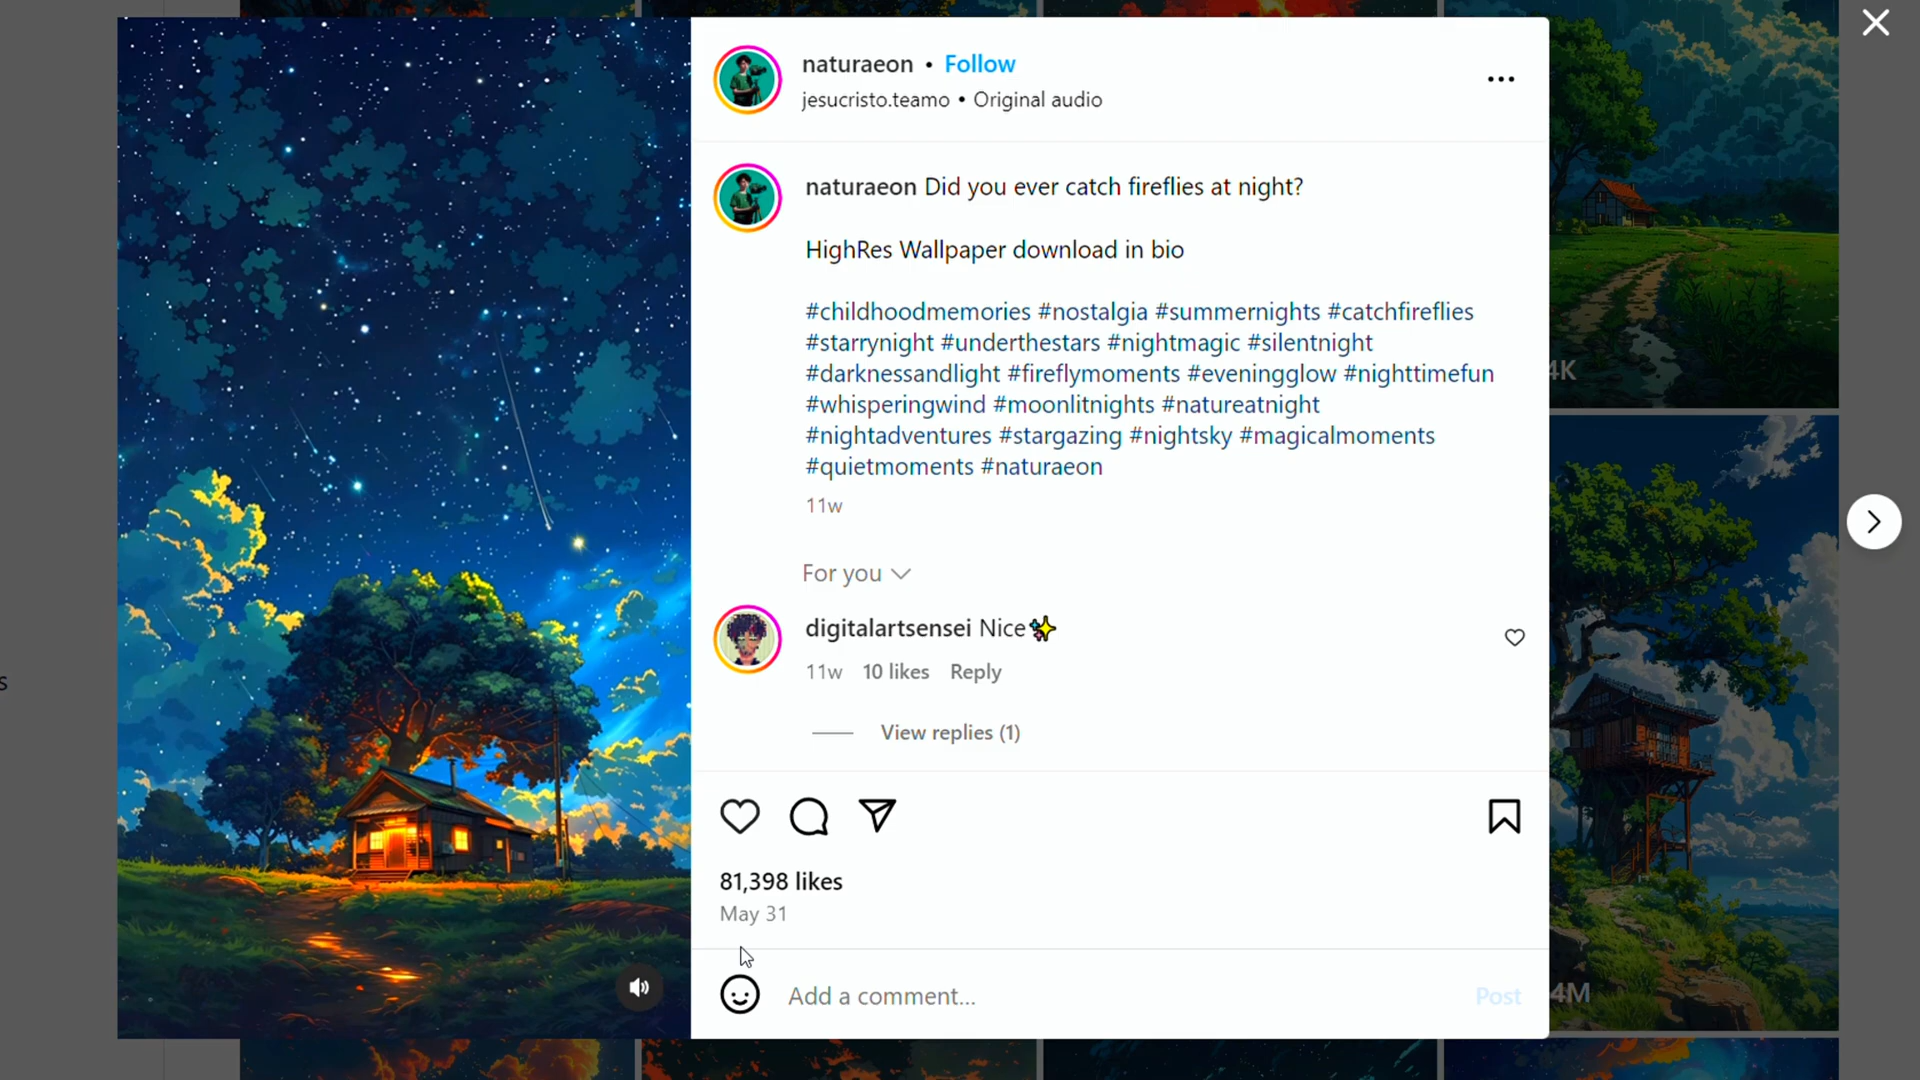 naturaeon • Follow
jesucristo.teamo • Original audio
naturaeon Did you ever catch fireflies at night?
HighRes Wallpaper download in bio
#childhoodmemories #nostalgia #summernights #catchfireflies
#starrynight #underthestars #nightmagic #silentnight
#darknessandlight #fireflymoments #eveningglow #nighttimefun
#whisperingwind #moonlitnights #natureatnight
#nightadventures #stargazing #nightsky #magicalmoments
#quietmoments #naturaeon
11w
For you
digitalartsensei Nice✨
11w 10 likes Reply
View replies (1)
81,398 likes
May 31
Add a comment...
Post
4K
4M
s